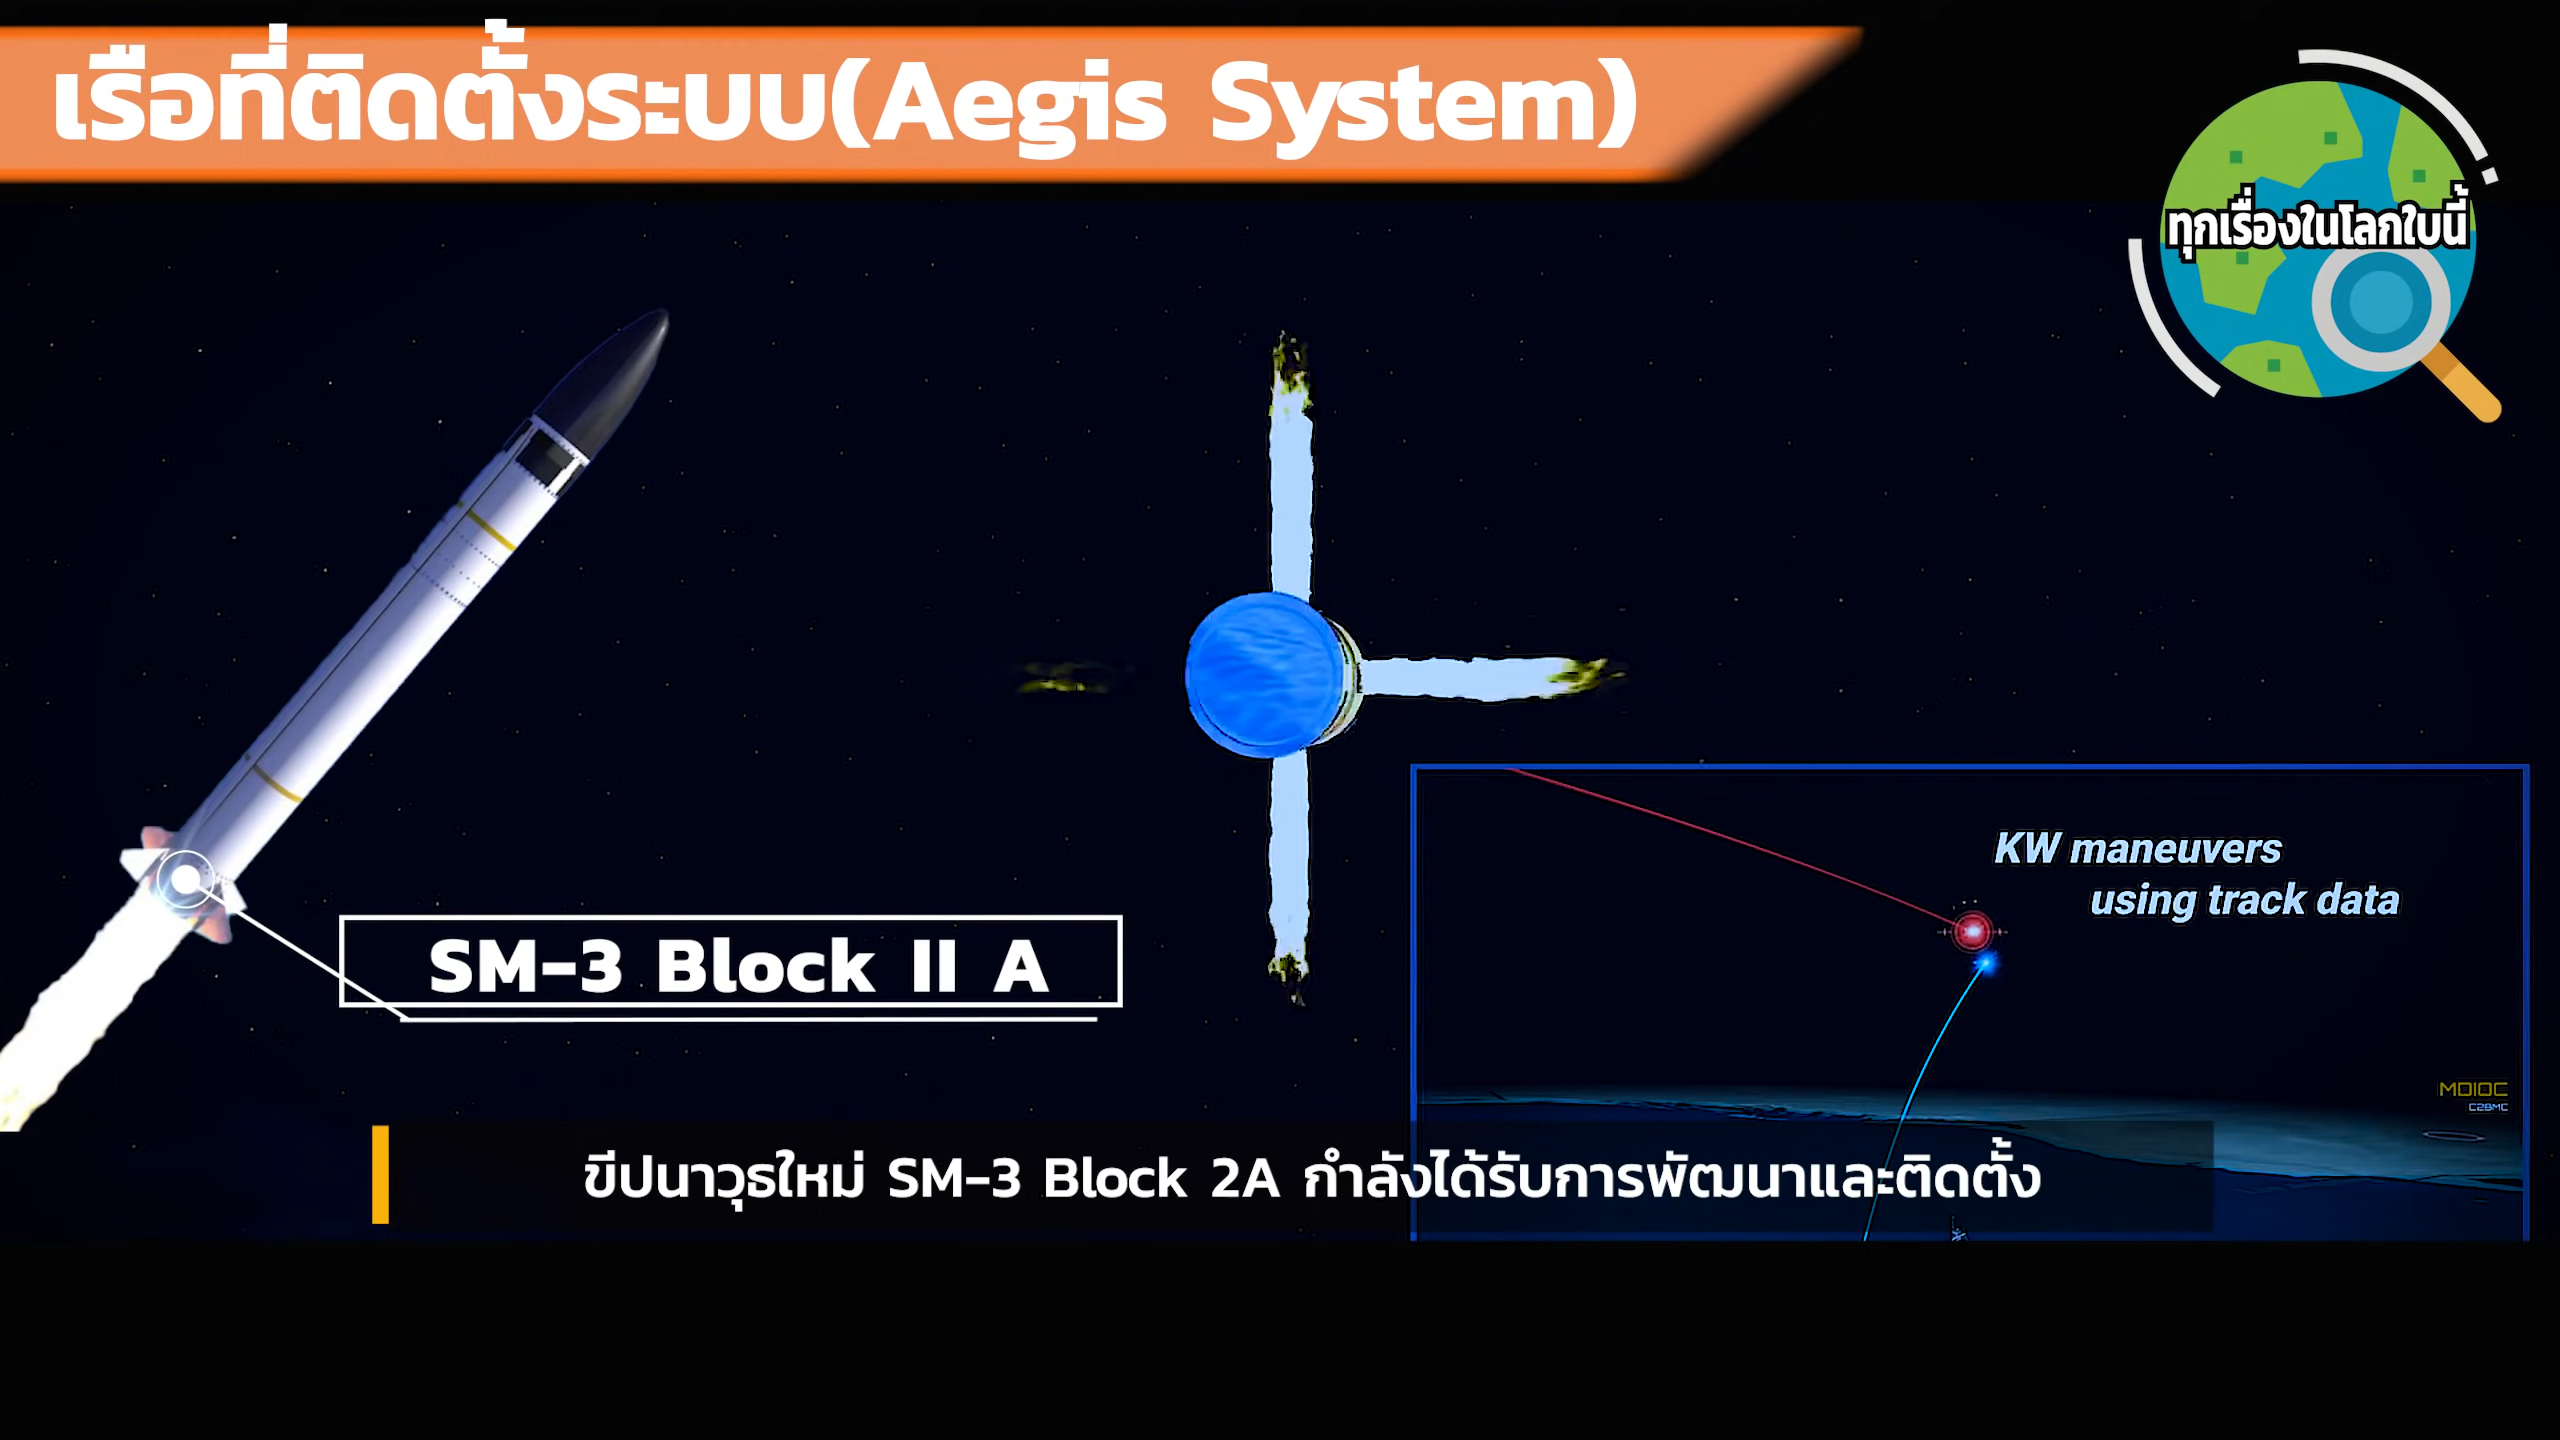 เรือที่ติดตั้งระบบ(Aegis System)
ทุกเรื่องในโลกใบนี้
KW maneuvers
using track data
SM-3 Block II A
MDIOC
C2BMC
ขีปนาวุธใหม่ SM-3 Block 2A กำลังได้รับการพัฒนาและติดตั้ง